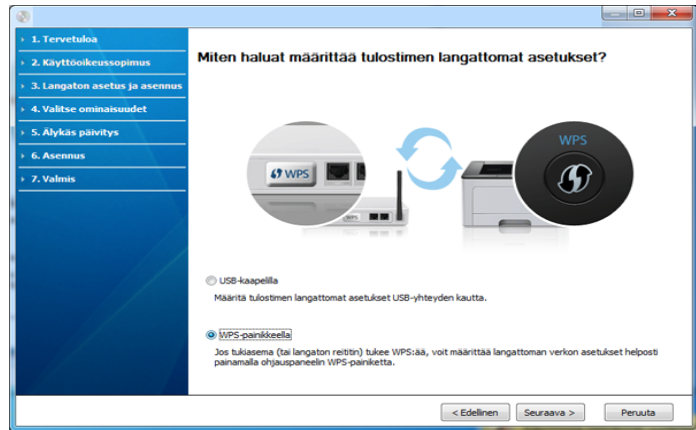 1. Tervetuloa
2. Käyttöoikeussopimus
3. Langaton asetus ja asennus
4. Valitse ominaisuudet
5. Älykäs päivitys
6. Asennus
7. Valmis
Miten haluat määrittää tulostimen langattomat asetukset?
WPS
WPS
WPS
USB-kaapelilla
Määritä tulostimen langattomat asetukset USB-yhteyden kautta.
WPS-painikkeella
Jos tukiasema (tai langaton reititin) tukee WPS:ää, voit määrittää langattoman verkon asetukset helposti
painamalla ohjauspaneelin WPS-painiketta.
< Edellinen
Seuraava >
Peruuta